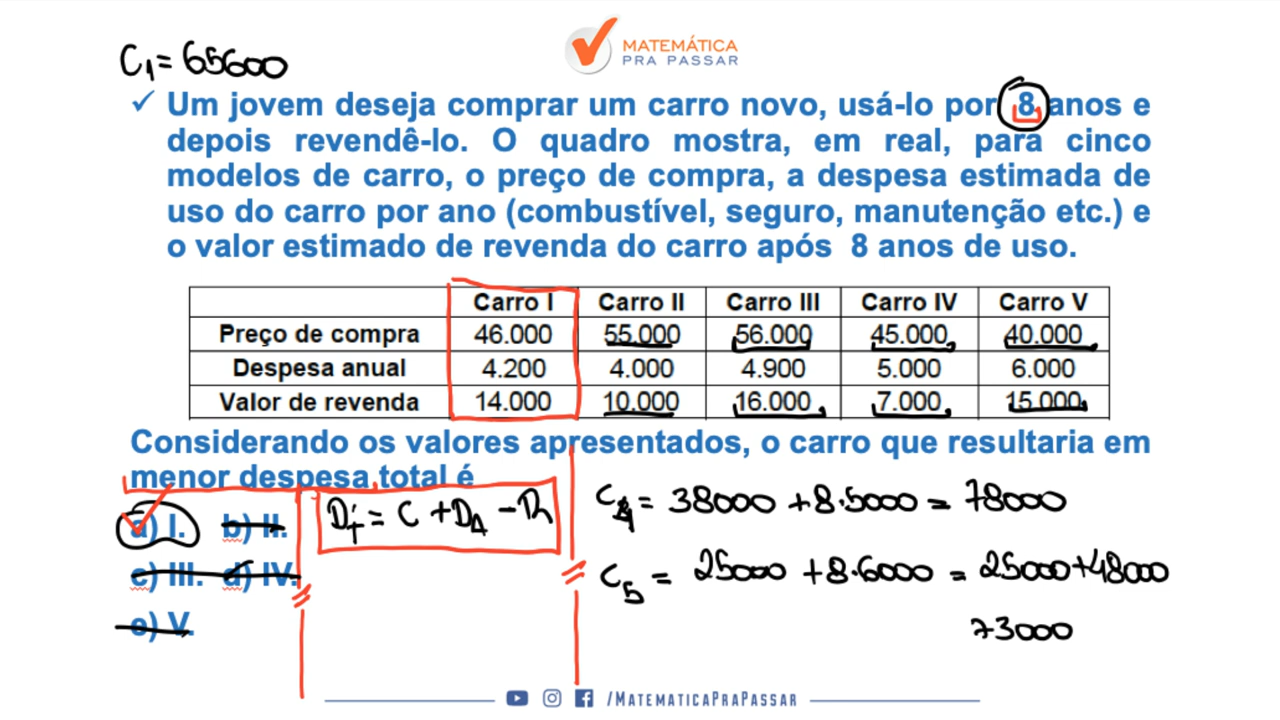 C₁ = 65600
MATEMÁTICA
PRA PASSAR
✓ Um jovem deseja comprar um carro novo, usá-lo por 8 anos e
depois revendê-lo. O quadro mostra, em real, para cinco
modelos de carro, o preço de compra, a despesa estimada de
uso do carro por ano (combustível, seguro, manutenção etc.) e
o valor estimado de revenda do carro após 8 anos de uso.
Carro I Carro II Carro III Carro IV Carro V
Preço de compra 46.000 55.000 56.000 45.000 40.000
Despesa anual 4.200 4.000 4.900 5.000 6.000
Valor de revenda 14.000 10.000 16.000 7.000 15.000
Considerando os valores apresentados, o carro que resultaria em
menor despesa total é
a) I. b) II.
c) III. d) IV.
e) V.
D_T = C + D_A - R
C₄ = 38000 + 8.5000 = 78000
C₅ = 25000 + 8.6000 = 25000 + 48000
73000
/MATEMATICAPRAPASSAR